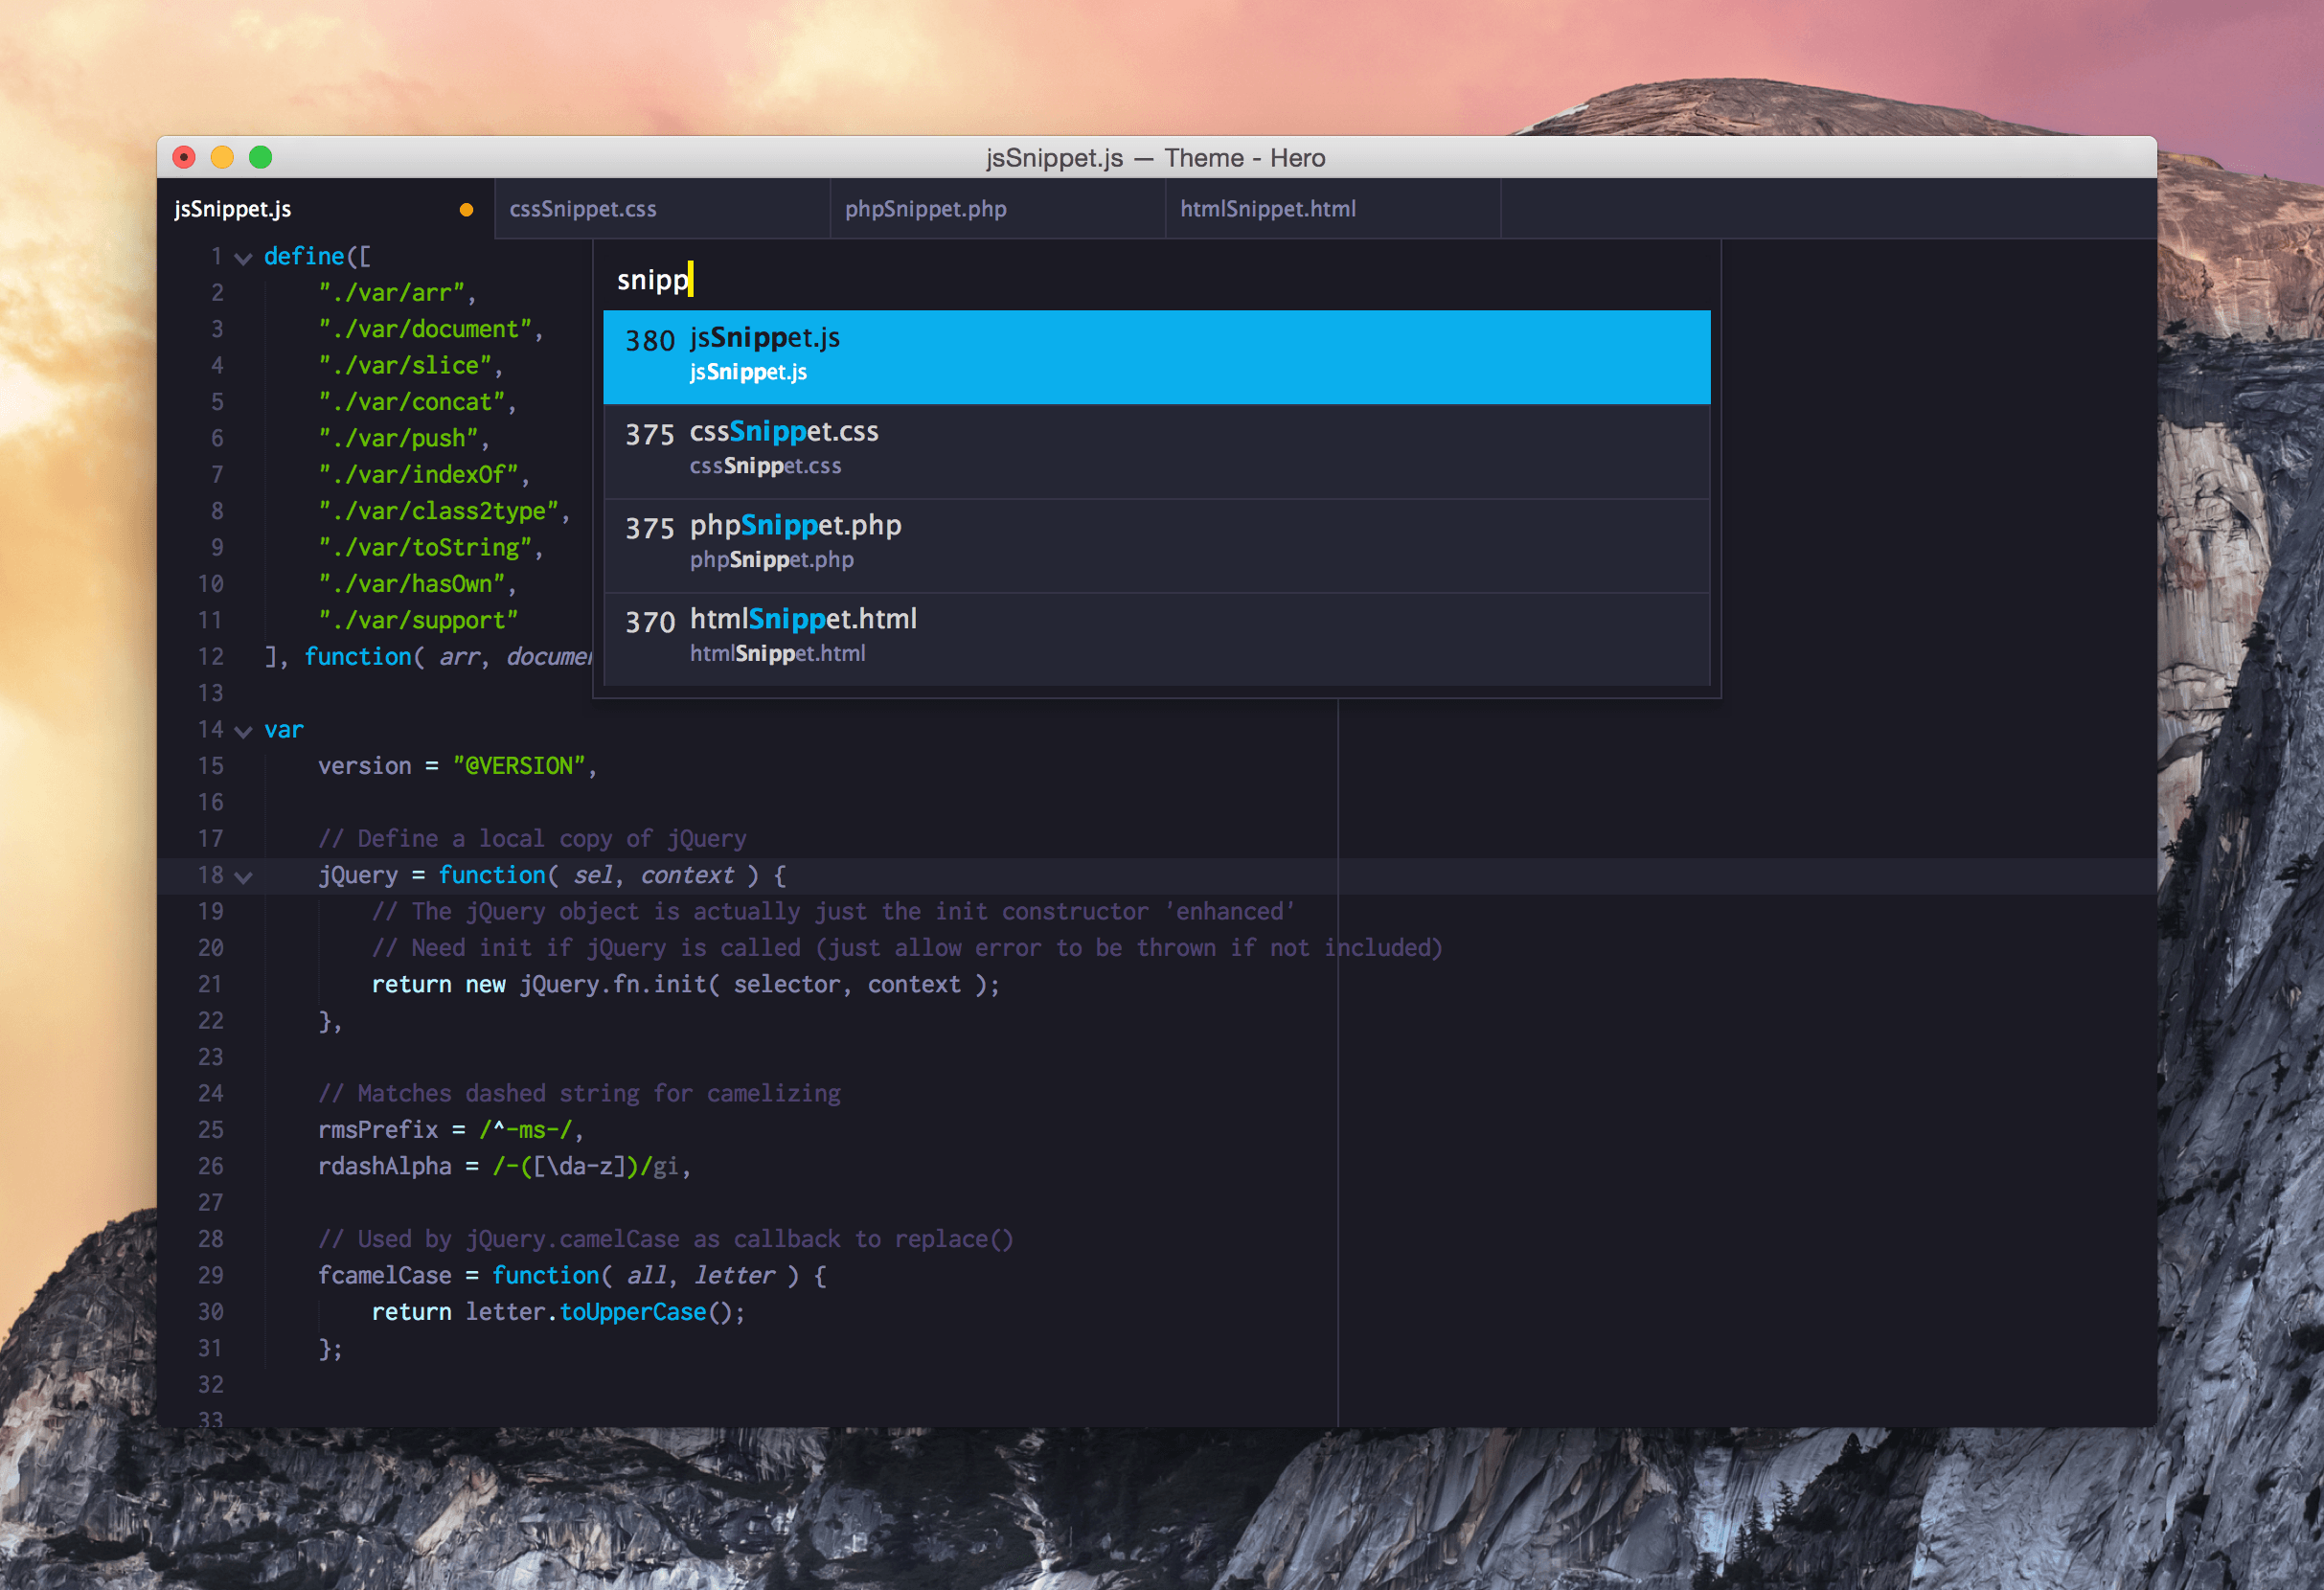 jsSnippet.js — Theme - Hero
jsSnippet.js cssSnippet.css phpSnippet.php htmlSnippet.html
snipp
380 jsSnippet.js
jsSnippet.js
375 cssSnippet.css
cssSnippet.css
375 phpSnippet.php
phpSnippet.php
370 htmlSnippet.html
htmlSnippet.html
1 define([
2 "./var/arr",
3 "./var/document",
4 "./var/slice",
5 "./var/concat",
6 "./var/push",
7 "./var/indexOf",
8 "./var/class2type",
9 "./var/toString",
10 "./var/hasOwn",
11 "./var/support"
12 ], function( arr,
13
14 var
15 version = "@VERSION",
16
17 // Define a local copy of jQuery
18 jQuery = function( sel, context ) {
19 // The jQuery object is actually just the init constructor 'enhanced'
20 // Need init if jQuery is called (just allow error to be thrown if not included)
21 return new jQuery.fn.init( selector, context );
22 },
23
24 // Matches dashed string for camelizing
25 rmsPrefix = /^-ms-/,
26 rdashAlpha = /-([\da-z])/gi,
27
28 // Used by jQuery.camelCase as callback to replace()
29 fcamelCase = function( all, letter ) {
30 return letter.toUpperCase();
31 };
32
33